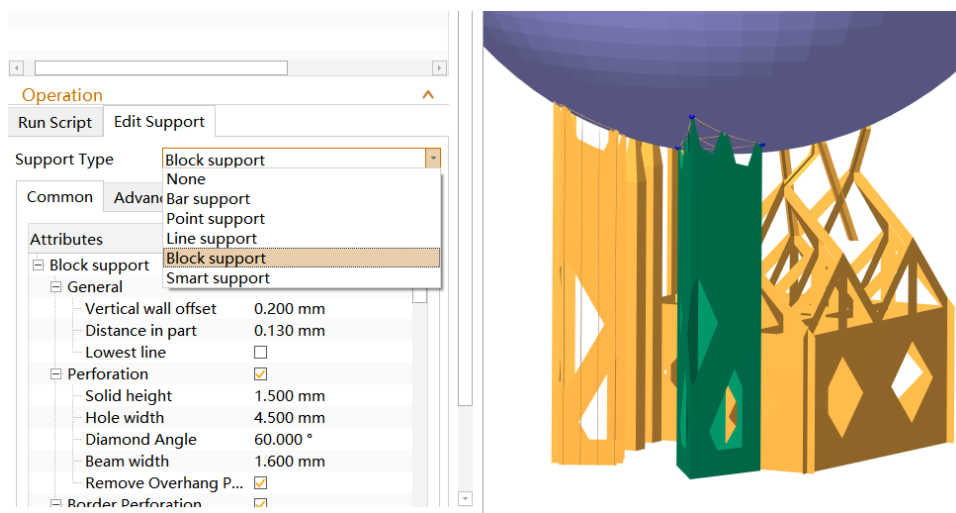 Operation
Run Script Edit Support
Support Type Block support
None
Bar support
Point support
Line support
Block support
Smart support
Common Advan
Attributes
Block support
General
Vertical wall offset 0.200 mm
Distance in part 0.130 mm
Lowest line
Perforation
Solid height 1.500 mm
Hole width 4.500 mm
Diamond Angle 60.000 °
Beam width 1.600 mm
Remove Overhang P...
Border Perforation